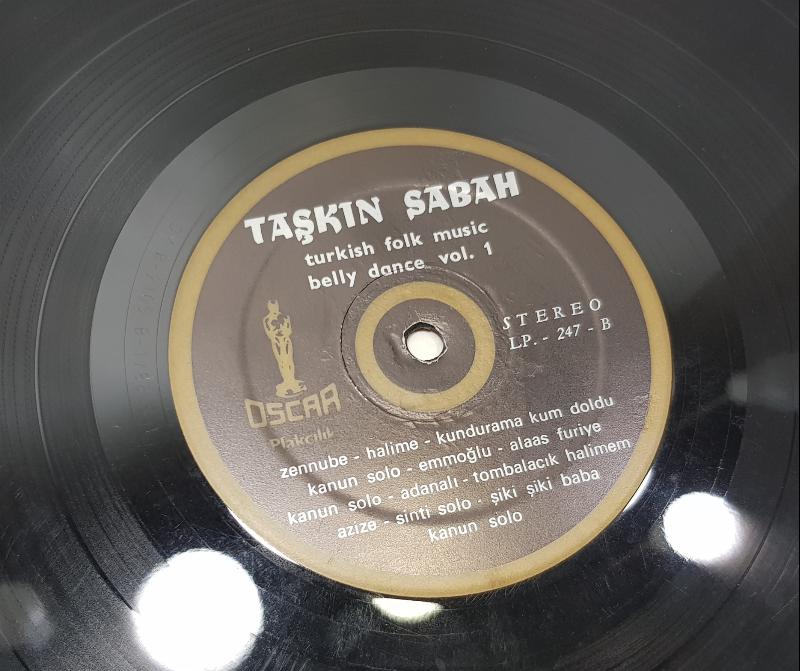 TAŞKIN SABAH
turkish folk music
belly dance vol. 1
STEREO
LP. - 247 - B
OSCAR
Plakcılık
zennube - halime - kundurama kum doldu
kanun solo - emmoğlu - alaas furiye
kanun solo - adanalı - tombalacık halimem
azize - sinti solo - şiki şiki baba
kanun solo